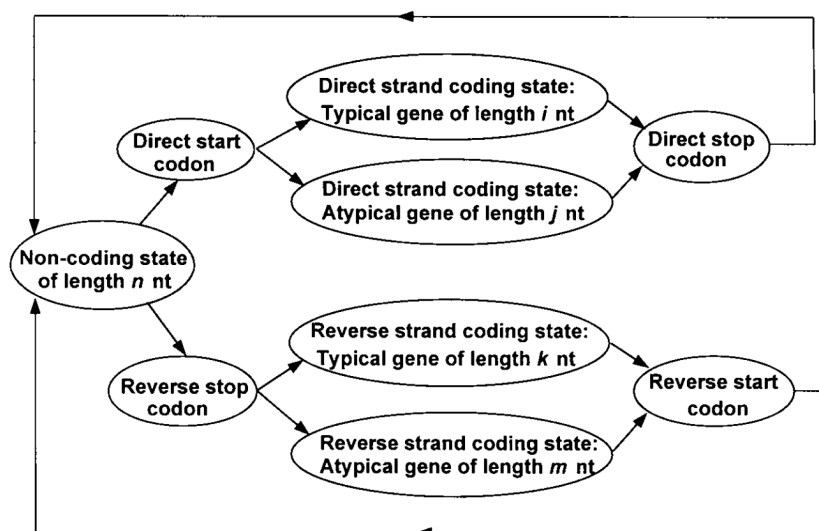 Direct strand coding state:
Typical gene of length i nt
Direct start
codon
Direct stop
codon
Direct strand coding state:
Atypical gene of length j nt
Non-coding state
of length n nt
Reverse strand coding state:
Typical gene of length k nt
Reverse stop
codon
Reverse start
codon
Reverse strand coding state:
Atypical gene of length m nt